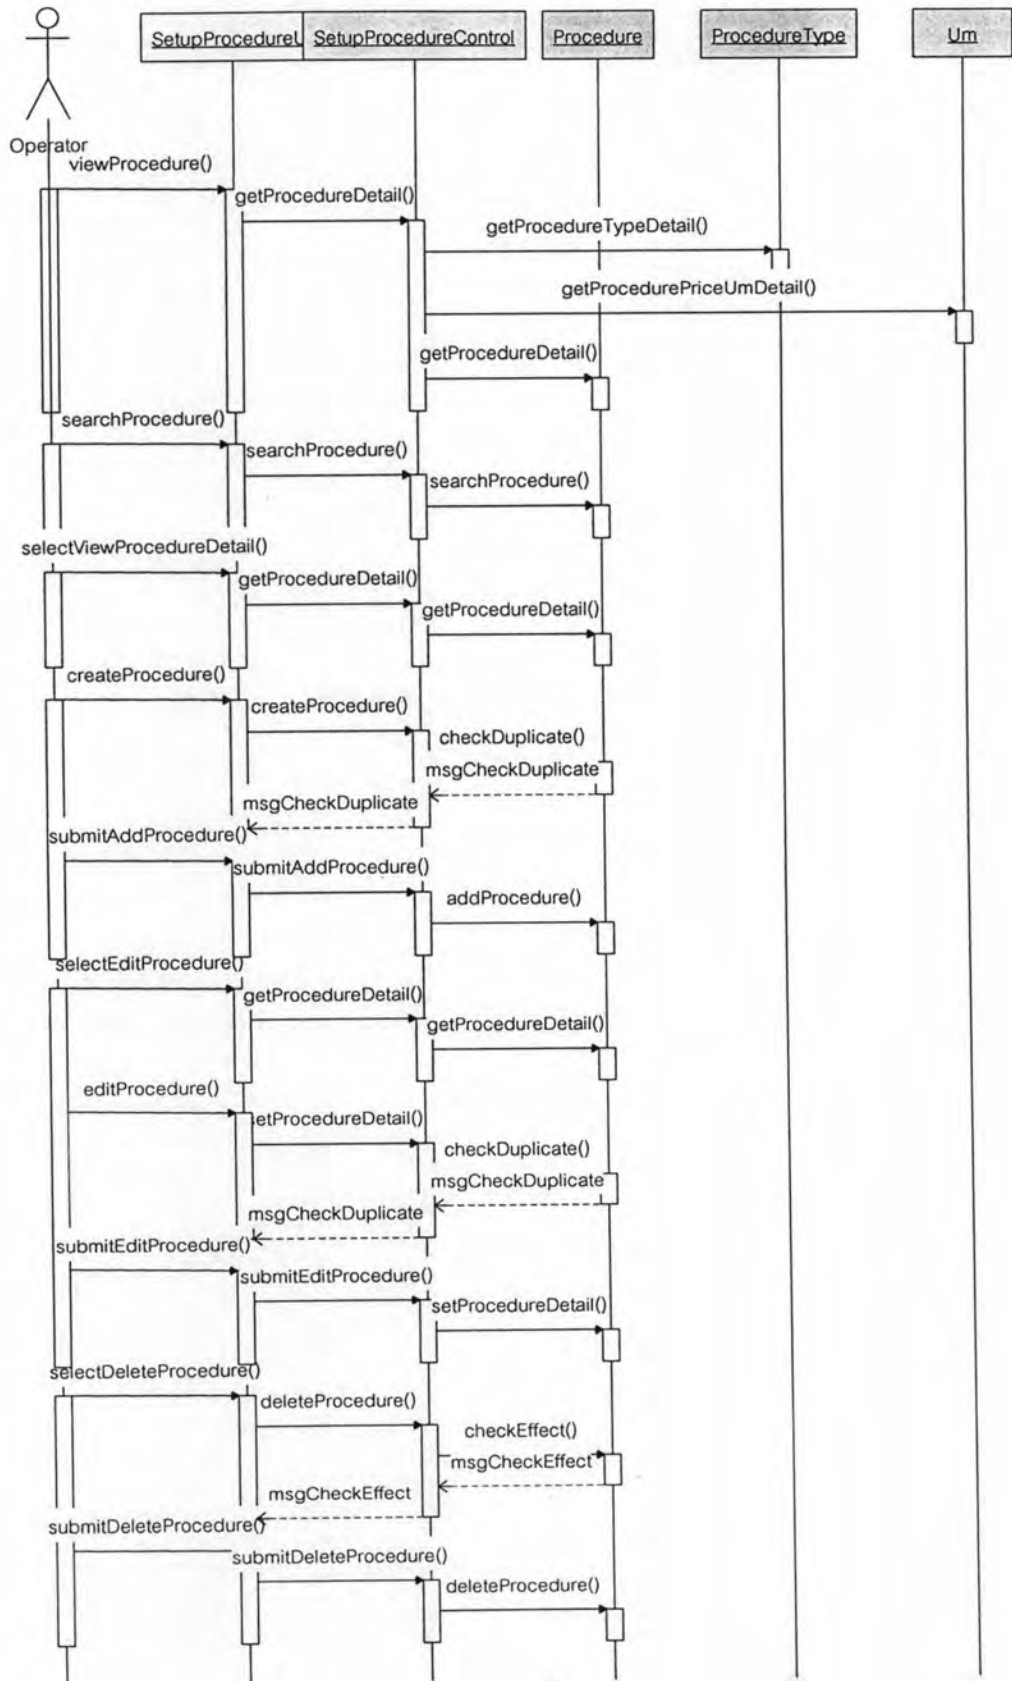 SetupProcedureU
SetupProcedureControl
Procedure
ProcedureType
Um
Operator
viewProcedure()
getProcedureDetail()
getProcedureTypeDetail()
getProcedurePriceUmDetail()
getProcedureDetail()
searchProcedure()
searchProcedure()
searchProcedure()
selectViewProcedureDetail()
getProcedureDetail()
getProcedureDetail()
createProcedure()
createProcedure()
checkDuplicate()
msgCheckDuplicate
msgCheckDuplicate
submitAddProcedure()
submitAddProcedure()
addProcedure()
selectEditProcedure()
getProcedureDetail()
getProcedureDetail()
editProcedure()
setProcedureDetail()
checkDuplicate()
msgCheckDuplicate
msgCheckDuplicate
submitEditProcedure()
submitEditProcedure()
setProcedureDetail()
selectDeleteProcedure()
deleteProcedure()
checkEffect()
msgCheckEffect
msgCheckEffect
submitDeleteProcedure()
submitDeleteProcedure()
deleteProcedure()